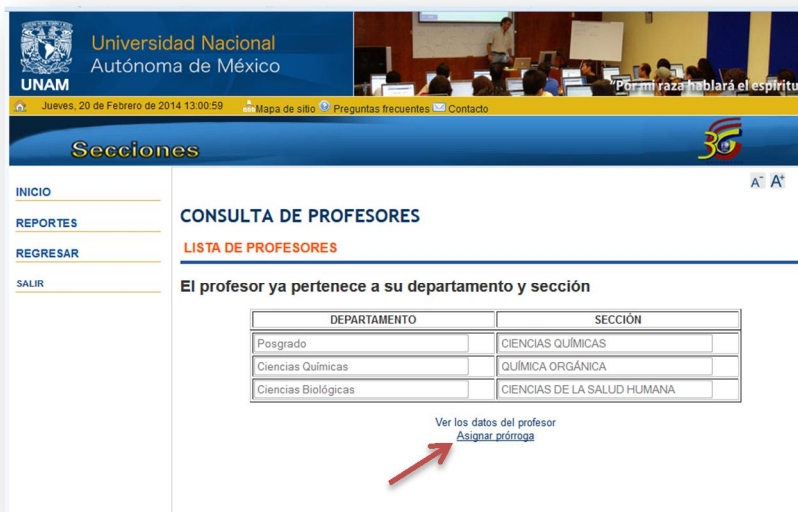 Universidad Nacional
Autónoma de México
UNAM
"Por mi raza hablará el espíritu
Jueves, 20 de Febrero de 2014 13:00:59 Mapa de sitio Preguntas frecuentes Contacto
Secciones
A- A+
INICIO
REPORTES
REGRESAR
SALIR
CONSULTA DE PROFESORES
LISTA DE PROFESORES
El profesor ya pertenece a su departamento y sección
DEPARTAMENTO SECCIÓN
Posgrado CIENCIAS QUÍMICAS
Ciencias Químicas QUÍMICA ORGÁNICA
Ciencias Biológicas CIENCIAS DE LA SALUD HUMANA
Ver los datos del profesor
Asignar prórroga